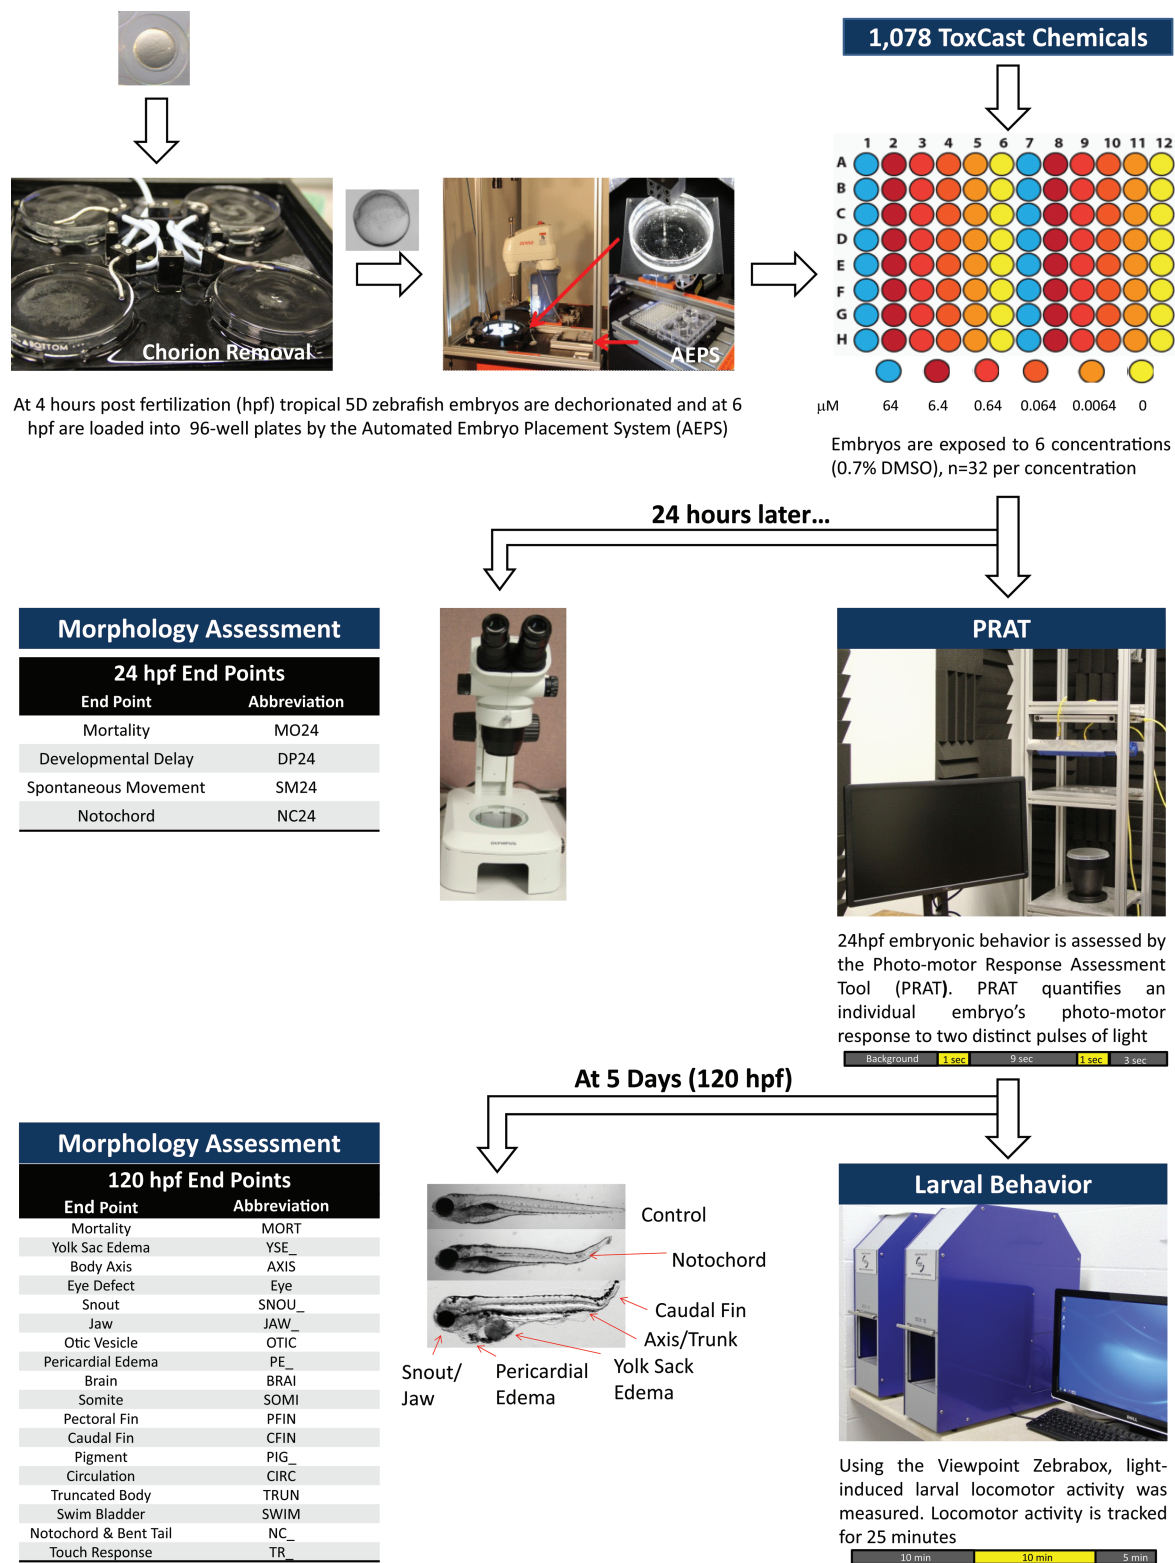 1,078 ToxCast Chemicals
1 2 3 4 5 6 7 8 9 10 11 12
A
B
C
D
E
F
G
H
BOTTOM
Chorion Removal
DENSO
AEPS
µM 64 6.4 0.64 0.064 0.0064 0
At 4 hours post fertilization (hpf) tropical 5D zebrafish embryos are dechorionated and at 6
hpf are loaded into 96-well plates by the Automated Embryo Placement System (AEPS)
Embryos are exposed to 6 concentrations
(0.7% DMSO), n=32 per concentration
24 hours later…
Morphology Assessment
24 hpf End Points
End Point Abbreviation
Mortality MO24
Developmental Delay DP24
Spontaneous Movement SM24
Notochord NC24
OLYMPUS
PRAT
24hpf embryonic behavior is assessed by
the Photo-motor Response Assessment
Tool (PRAT). PRAT quantifies an
individual embryo’s photo-motor
response to two distinct pulses of light
Background 1 sec 9 sec 1 sec 3 sec
At 5 Days (120 hpf)
Morphology Assessment
120 hpf End Points
End Point Abbreviation
Mortality MORT
Yolk Sac Edema YSE_
Body Axis AXIS
Eye Defect Eye
Snout SNOU_
Jaw JAW_
Otic Vesicle OTIC
Pericardial Edema PE_
Brain BRAI
Somite SOMI
Pectoral Fin PFIN
Caudal Fin CFIN
Pigment PIG_
Circulation CIRC
Truncated Body TRUN
Swim Bladder SWIM
Notochord & Bent Tail NC_
Touch Response TR_
Control
Notochord
Caudal Fin
Axis/Trunk
Yolk Sack
Edema
Pericardial
Edema
Snout/
Jaw
Larval Behavior
DELL
Using the Viewpoint Zebrabox, light-
induced larval locomotor activity was
measured. Locomotor activity is tracked
for 25 minutes
10 min 10 min 5 min